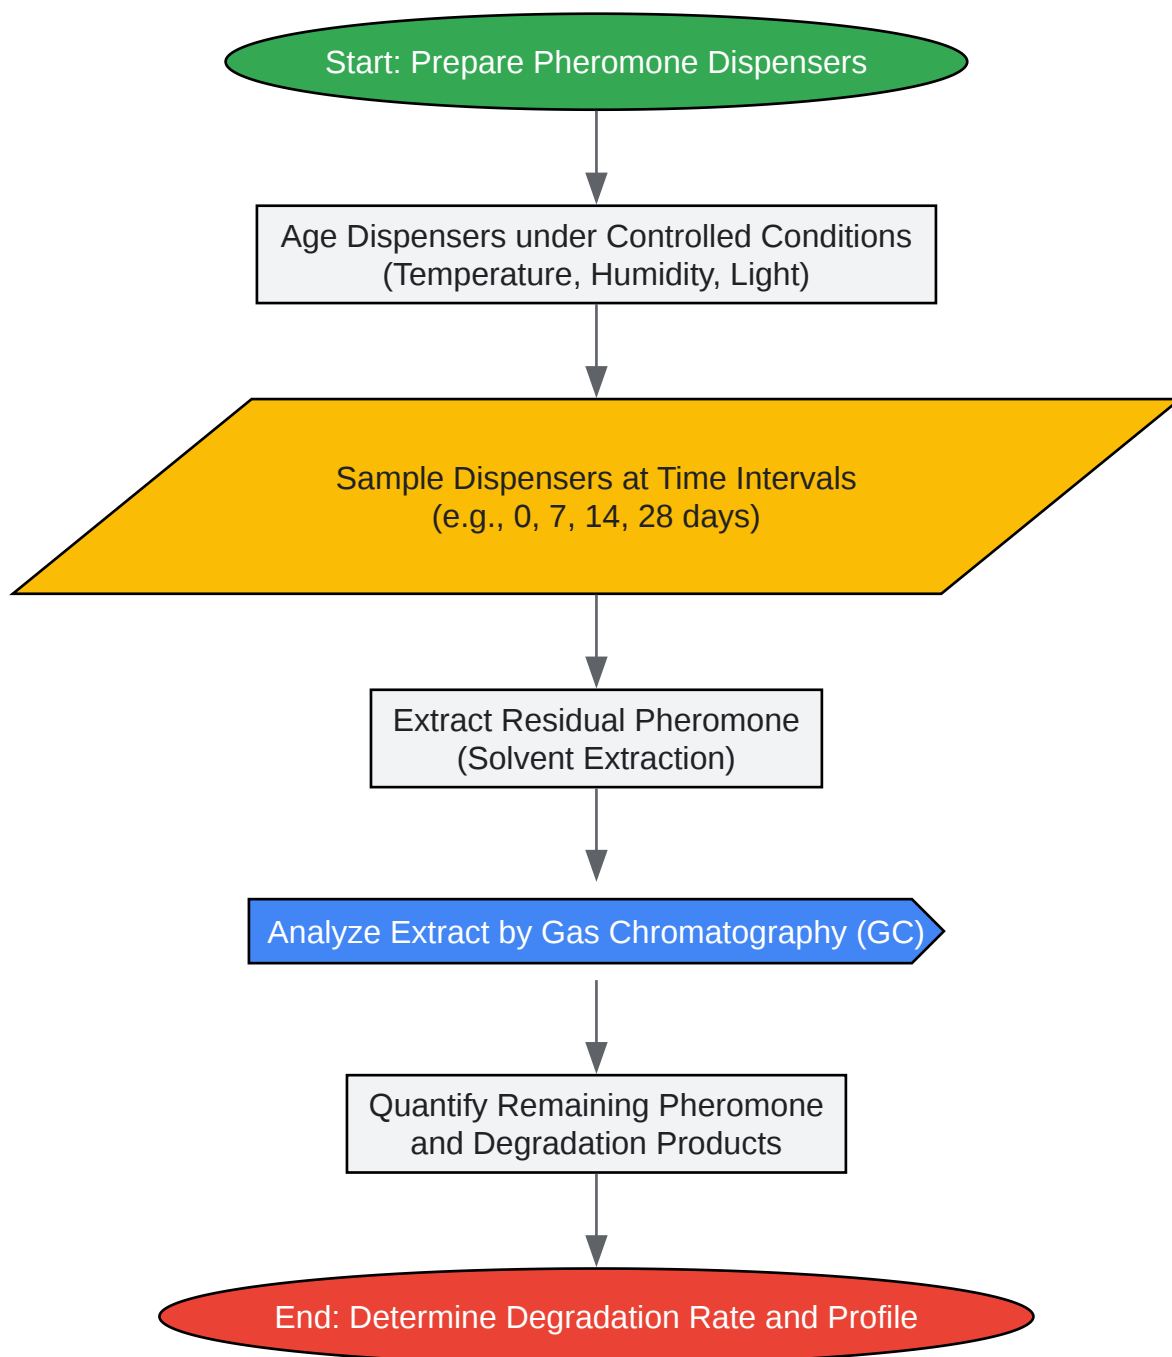 Start: Prepare Pheromone Dispensers
Age Dispensers under Controlled Conditions
(Temperature, Humidity, Light)
Sample Dispensers at Time Intervals
(e.g., 0, 7, 14, 28 days)
Extract Residual Pheromone
(Solvent Extraction)
Analyze Extract by Gas Chromatography (GC)
Quantify Remaining Pheromone
and Degradation Products
End: Determine Degradation Rate and Profile